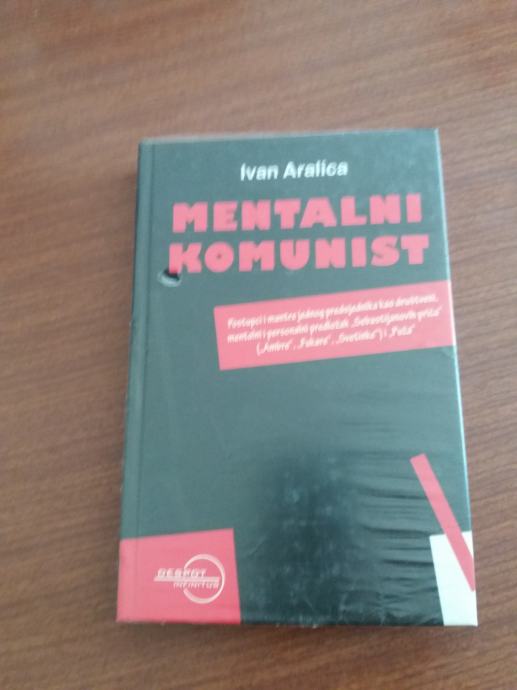 Ivan Aralica
MENTALNI
KOMUNIST
Postupci i mantre jednog predsjednika kao društveni,
mentalni i personalni predložak „Sebastijanovih priča"
(„Ambra", „Fukara", „Svetinka") i „Puža"
DESPOT
INFINITUS